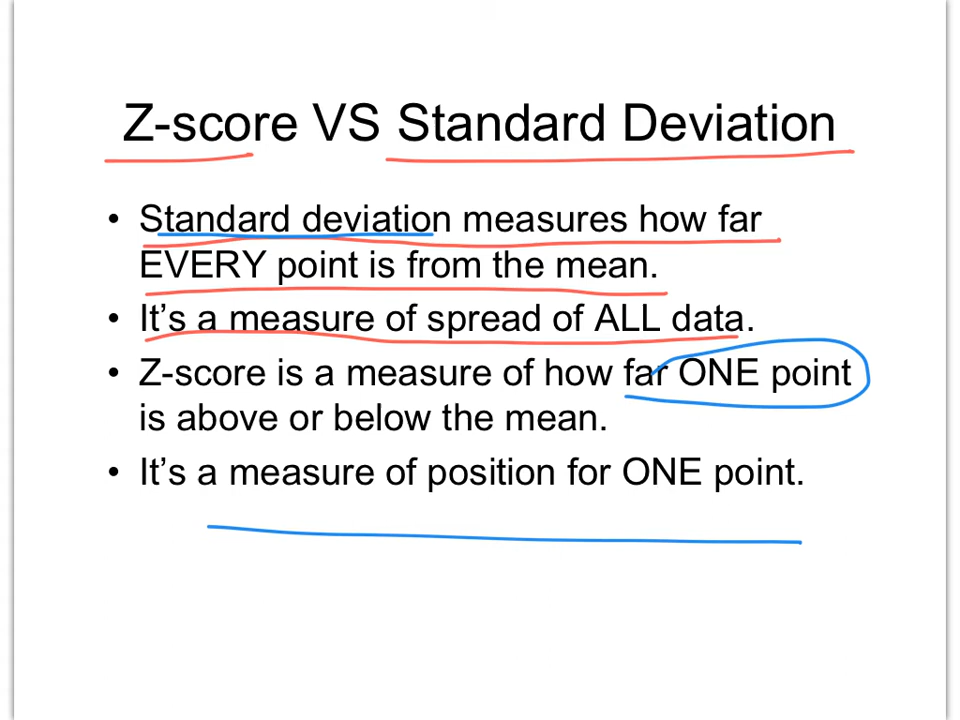 Z-score VS Standard Deviation
• Standard deviation measures how far
EVERY point is from the mean.
• It's a measure of spread of ALL data.
• Z-score is a measure of how far ONE point
is above or below the mean.
• It's a measure of position for ONE point.